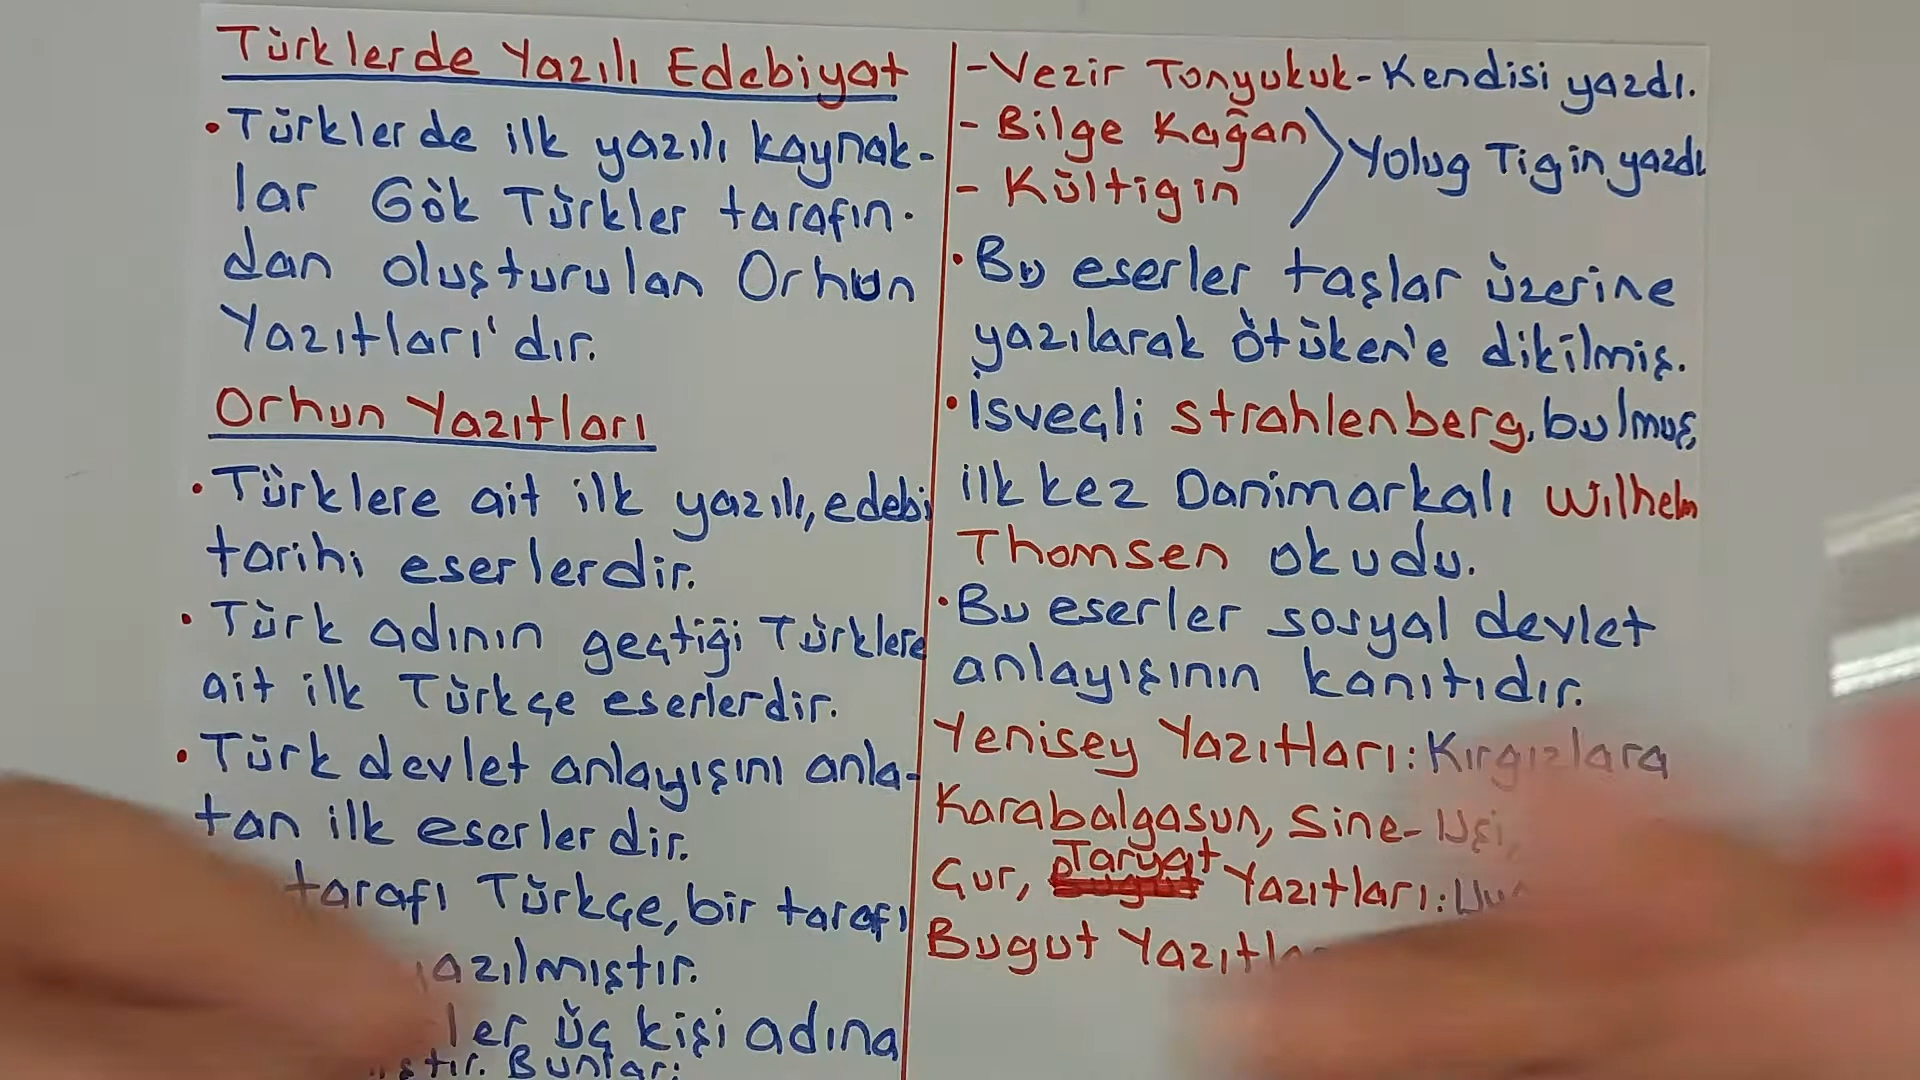 Türklerde Yazılı Edebiyat
• Türklerde ilk yazılı kaynak-
lar Gök Türkler tarafın-
dan oluşturulan Orhun
Yazıtları'dır.
Orhun Yazıtları
• Türklere ait ilk yazılı, edebi
tarihi eserlerdir.
• Türk adının geçtiği Türklere
ait ilk Türkçe eserlerdir.
• Türk devlet anlayışını anla-
tan ilk eserlerdir.
tarafı Türkçe, bir tarafı
yazılmıştır.
ler üç kişi adına
Bunlar:
- Vezir Tonyukuk - Kendisi yazdı.
- Bilge Kağan
- Kültigin
Yolug Tigin yazdı
• Bu eserler taşlar üzerine
yazılarak Ötüken'e dikilmiş.
• İsveçli Strahlenberg, bulmuş,
ilk kez Danimarkalı Wilhelm
Thomsen okudu.
• Bu eserler sosyal devlet
anlayışının kanıtıdır.
Yenisey Yazıtları: Kırgızlara
Karabalgasun, Sine-Uşi,
Gur, Taryat Yazıtları:
Bugut